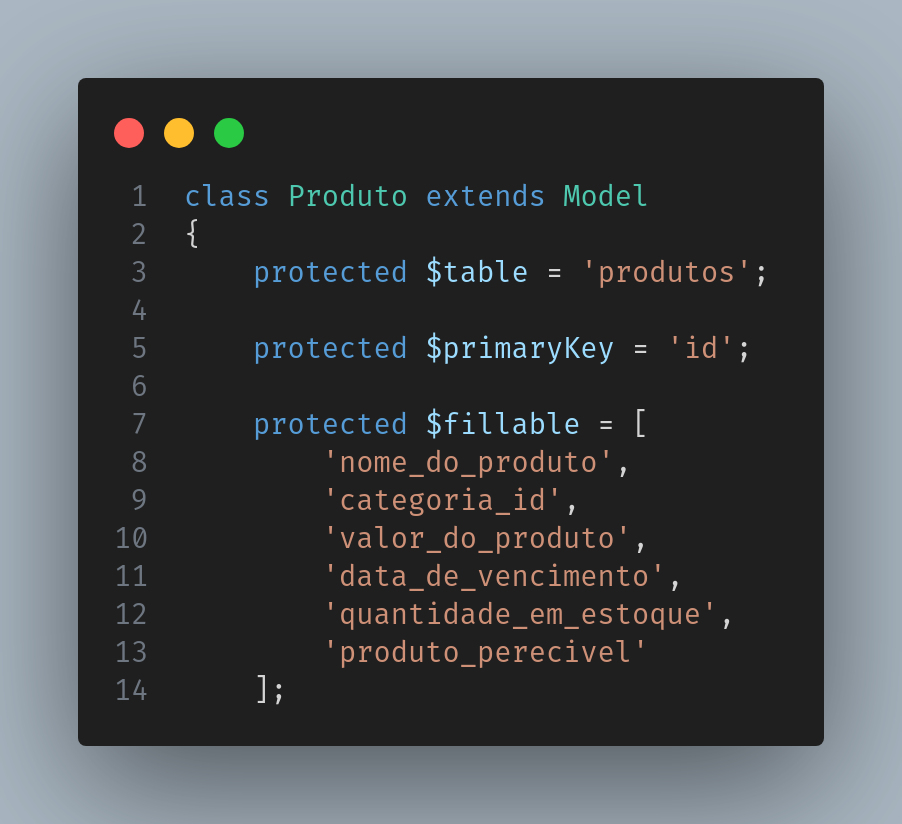 1 class Produto extends Model
2 {
3     protected $table = 'produtos';
4
5     protected $primaryKey = 'id';
6
7     protected $fillable = [
8         'nome_do_produto',
9         'categoria_id',
10         'valor_do_produto',
11         'data_de_vencimento',
12         'quantidade_em_estoque',
13         'produto_perecivel'
14     ];